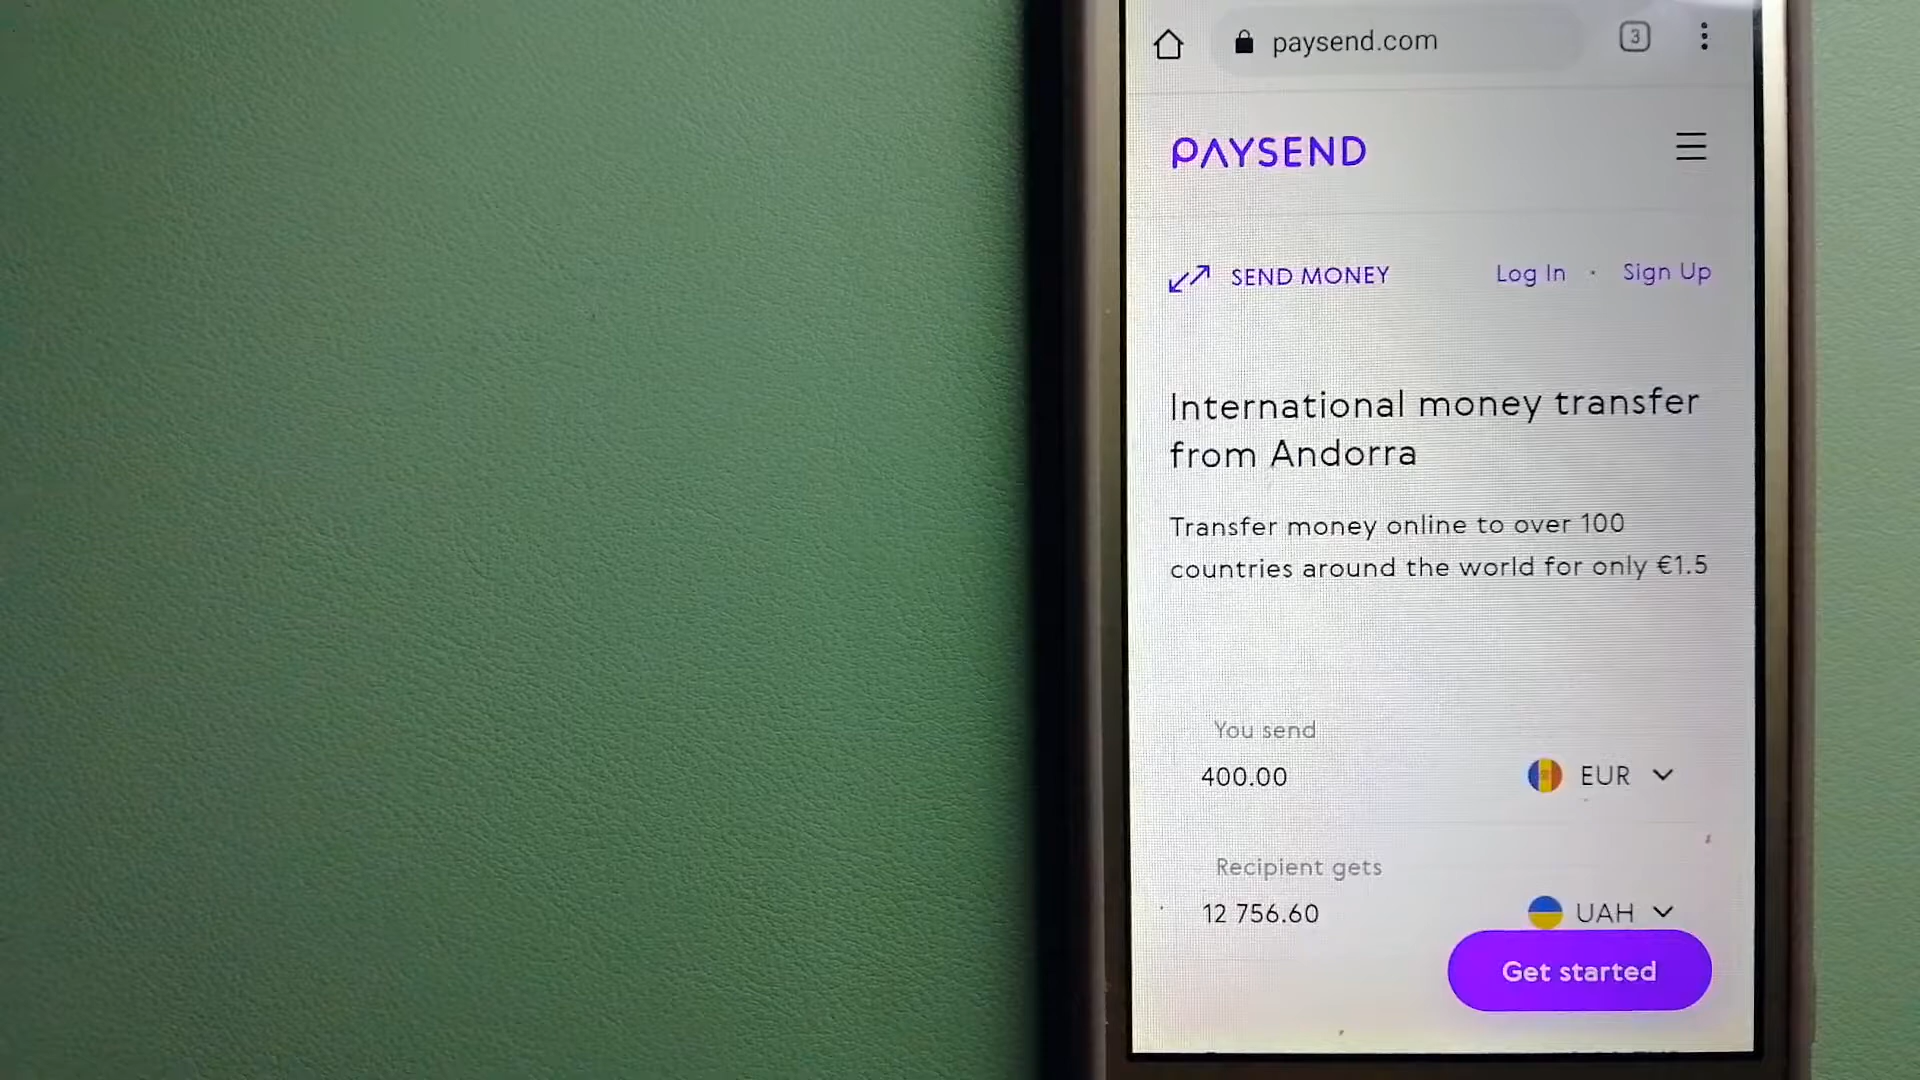 paysend.com 3
PAYSEND
SEND MONEY Log In · Sign Up
International money transfer
from Andorra
Transfer money online to over 100
countries around the world for only €1.5
You send
400.00 EUR
Recipient gets
12 756.60 UAH
Get started